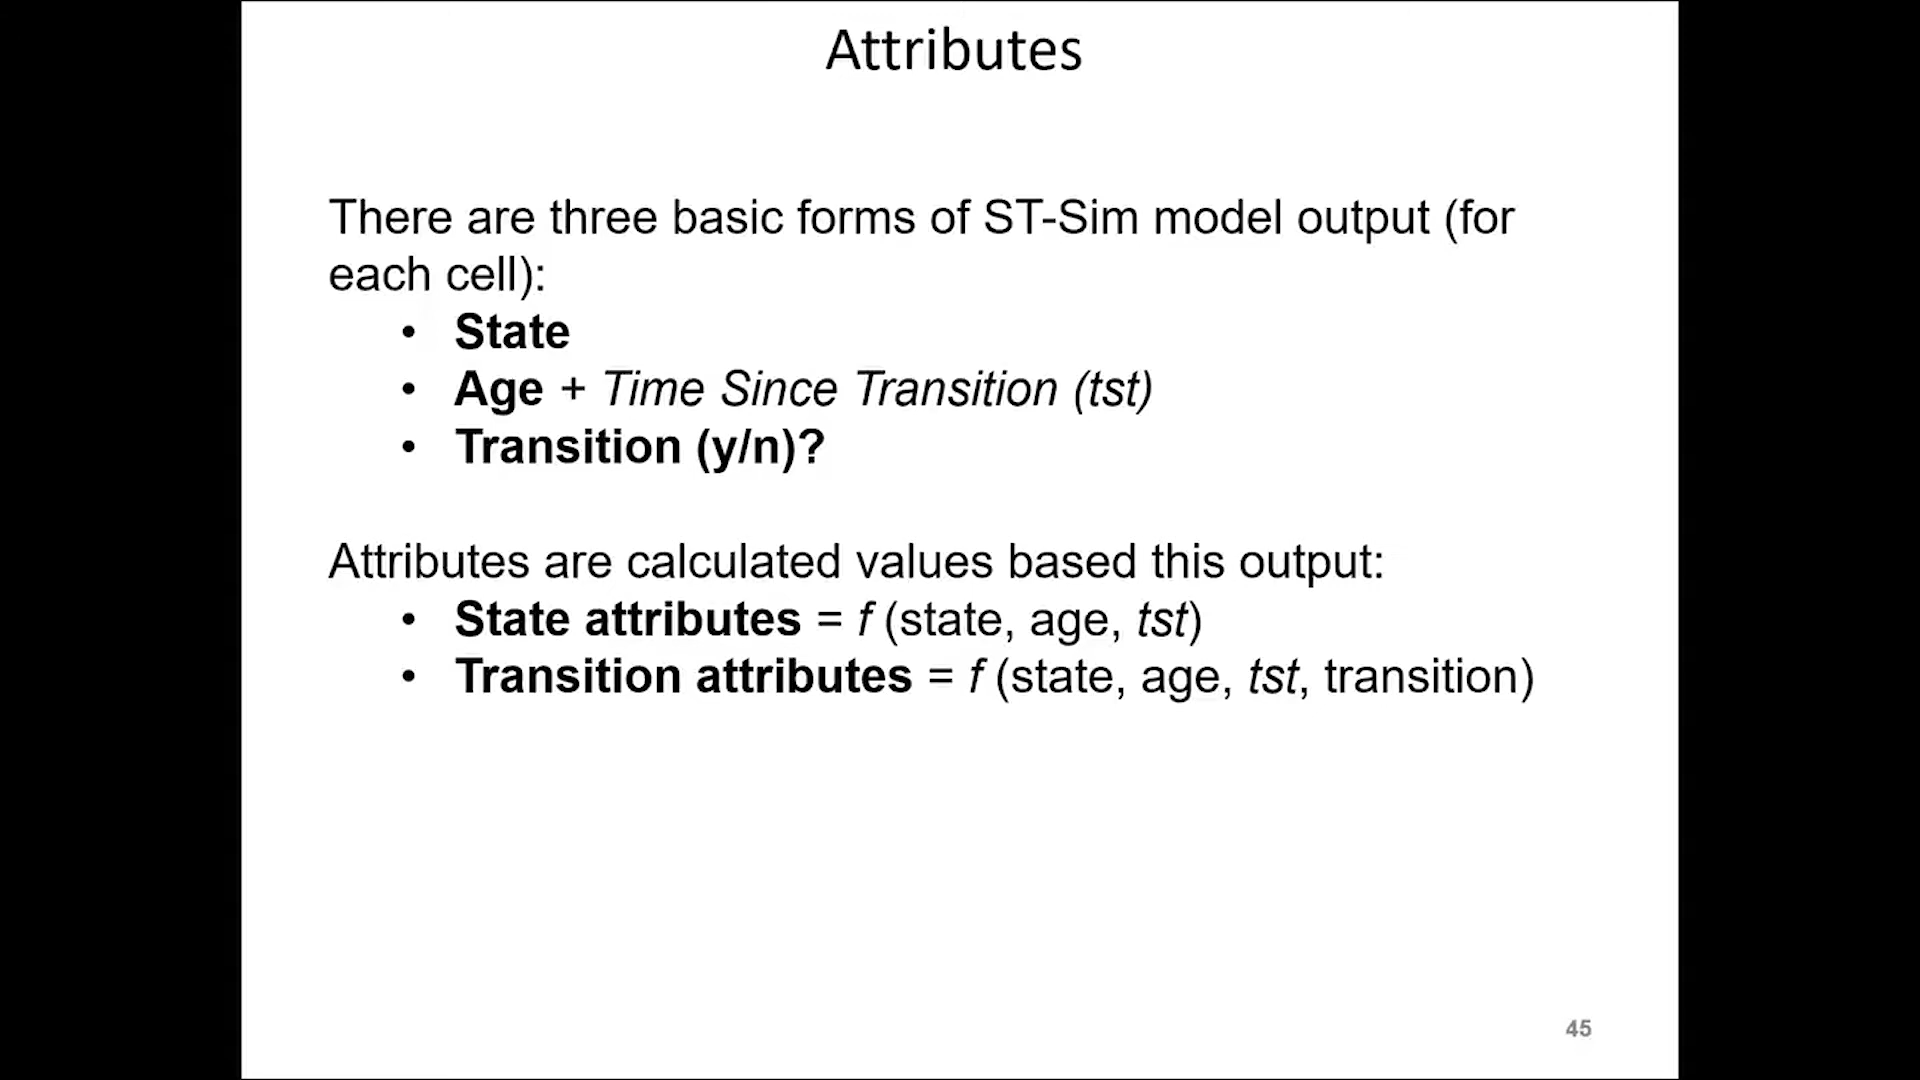 Attributes
There are three basic forms of ST-Sim model output (for
each cell):
• State
• Age + Time Since Transition (tst)
• Transition (y/n)?
Attributes are calculated values based this output:
• State attributes = f (state, age, tst)
• Transition attributes = f (state, age, tst, transition)
45